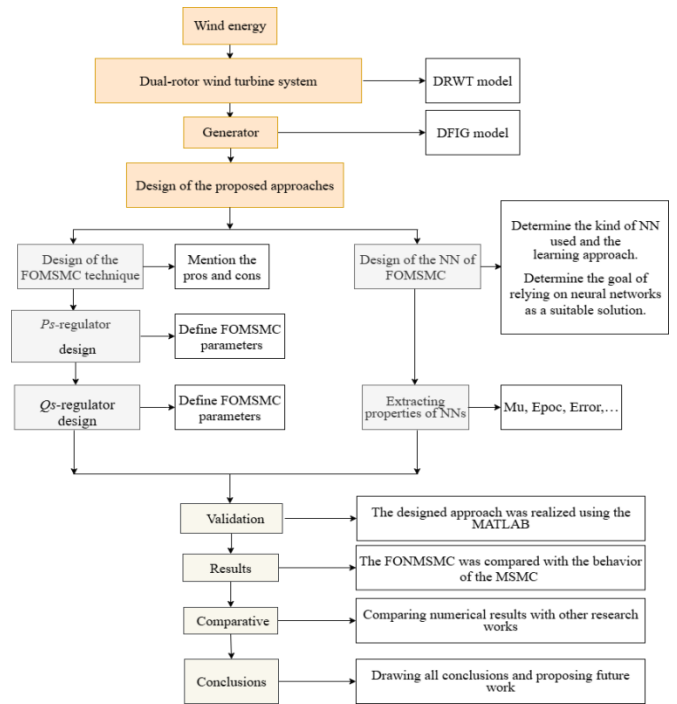 Wind energy
Dual-rotor wind turbine system
DRWT model
Generator
DFIG model
Design of the proposed approaches
Design of the
FOMSMC technique
Mention the
pros and cons
Design of the NN of
FOMSMC
Determine the kind of NN
used and the
learning approach.
Determine the goal of
relying on neural networks
as a suitable solution.
Ps-regulator
design
Define FOMSMC
parameters
Qs-regulator
design
Define FOMSMC
parameters
Extracting
properties of NNs
Mu, Epoc, Error,…
Validation
The designed approach was realized using the
MATLAB
Results
The FONMSMC was compared with the behavior
of the MSMC
Comparative
Comparing numerical results with other research
works
Conclusions
Drawing all conclusions and proposing future
work